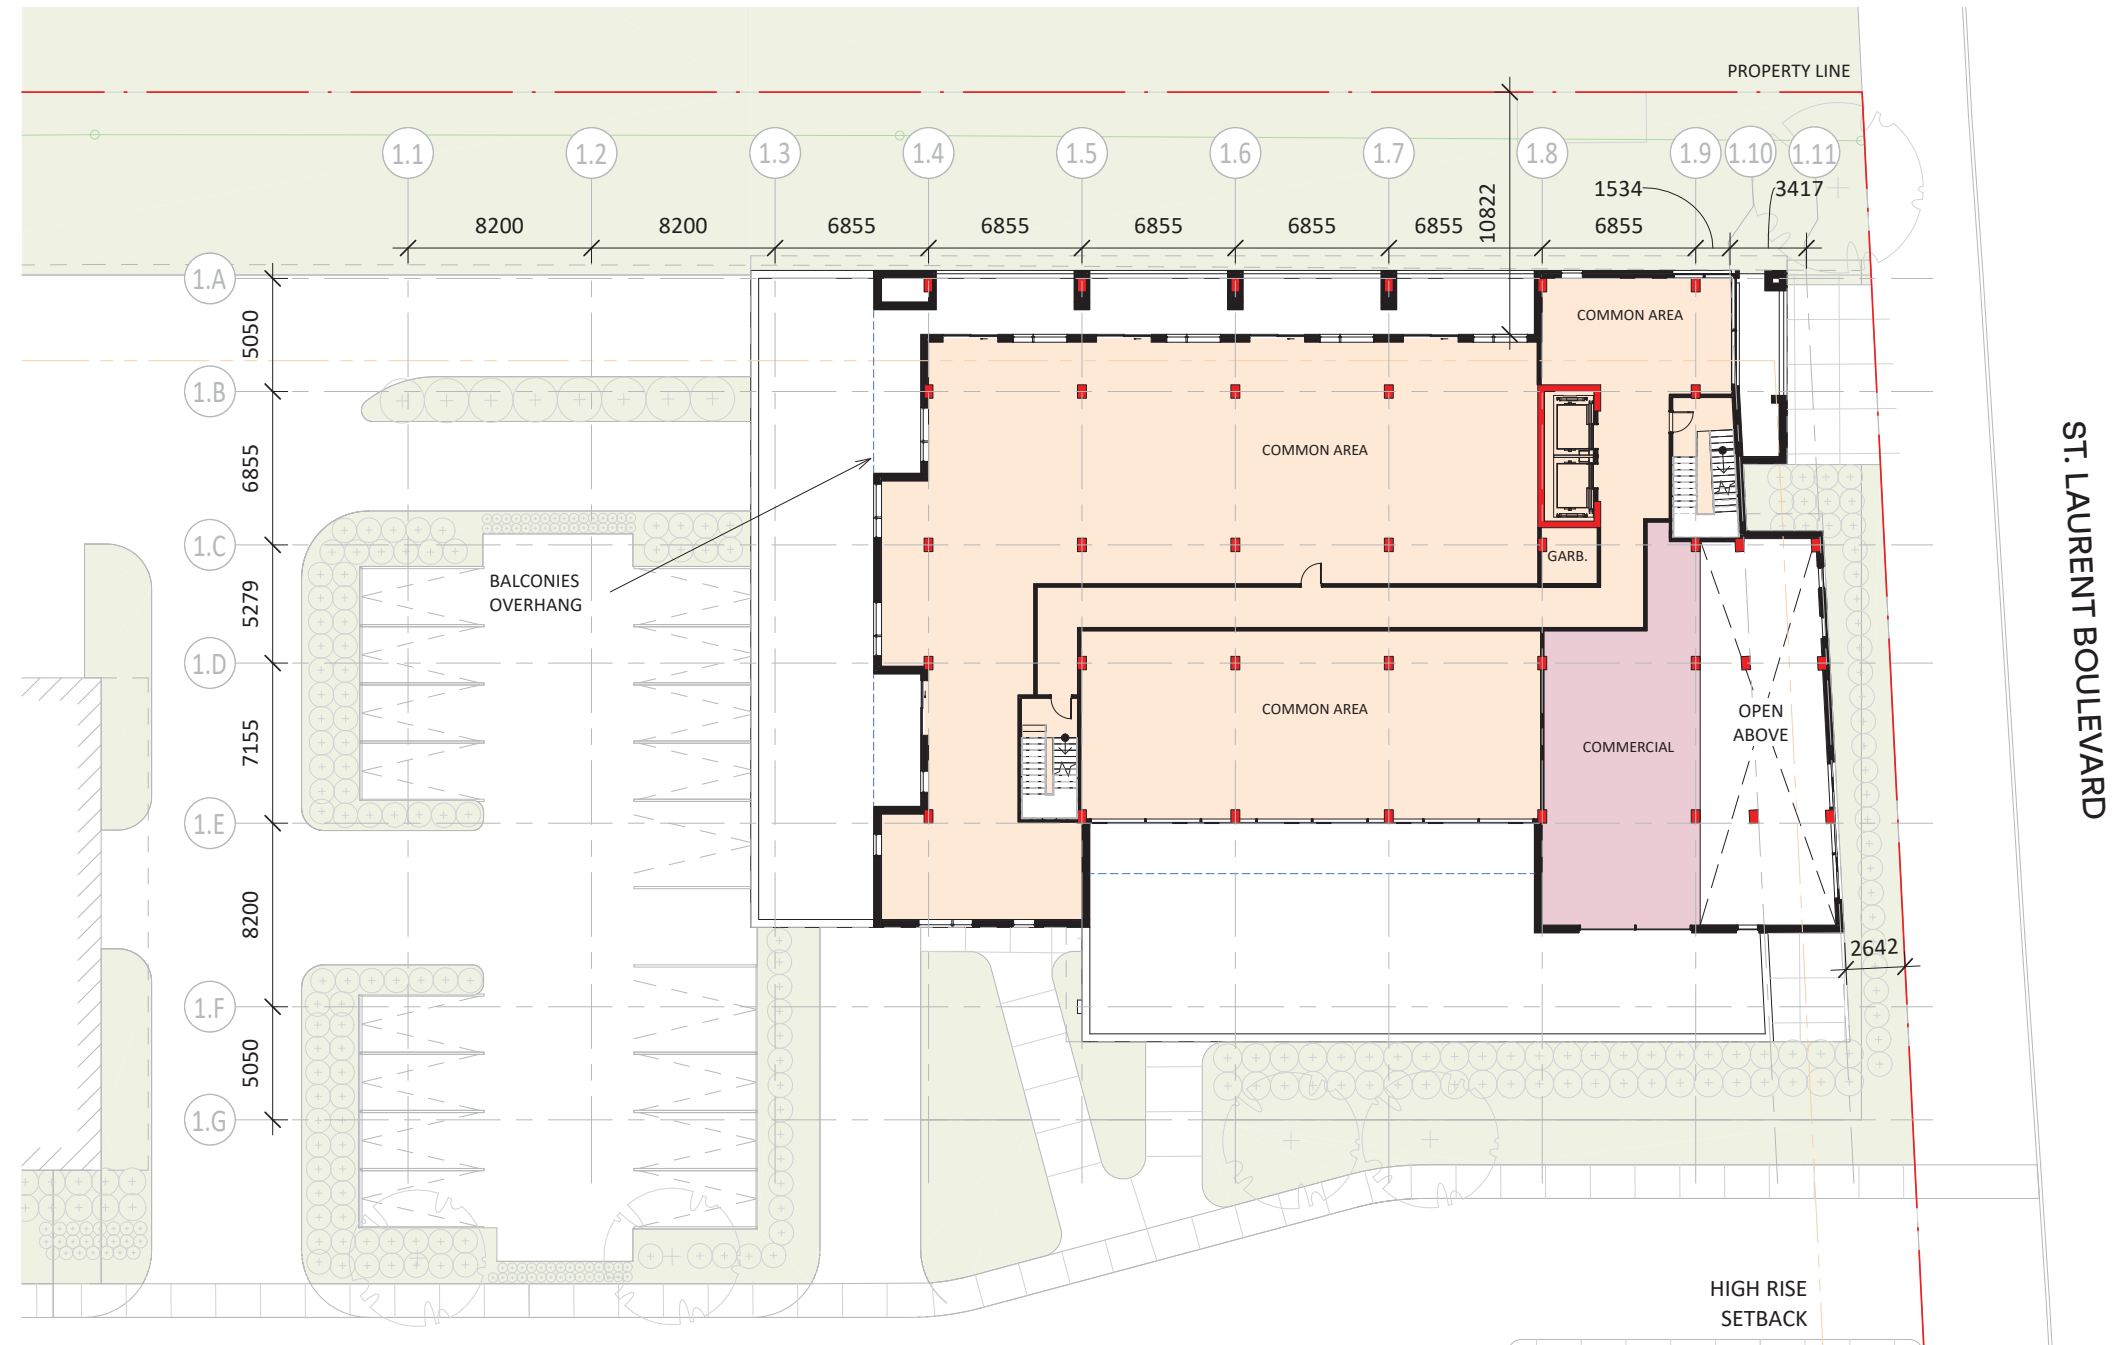 PROPERTY LINE
1.1
1.2
1.3
1.4
1.5
1.6
1.7
1.8
1.9
1.10
1.11
1534
3417
8200
8200
6855
6855
6855
6855
6855
6855
10822
1.A
5050
COMMON AREA
1.B
6855
COMMON AREA
1.C
GARB.
5279
BALCONIES
OVERHANG
1.D
7155
COMMON AREA
COMMERCIAL
OPEN
ABOVE
ST. LAURENT BOULEVARD
1.E
8200
2642
1.F
5050
1.G
HIGH RISE
SETBACK